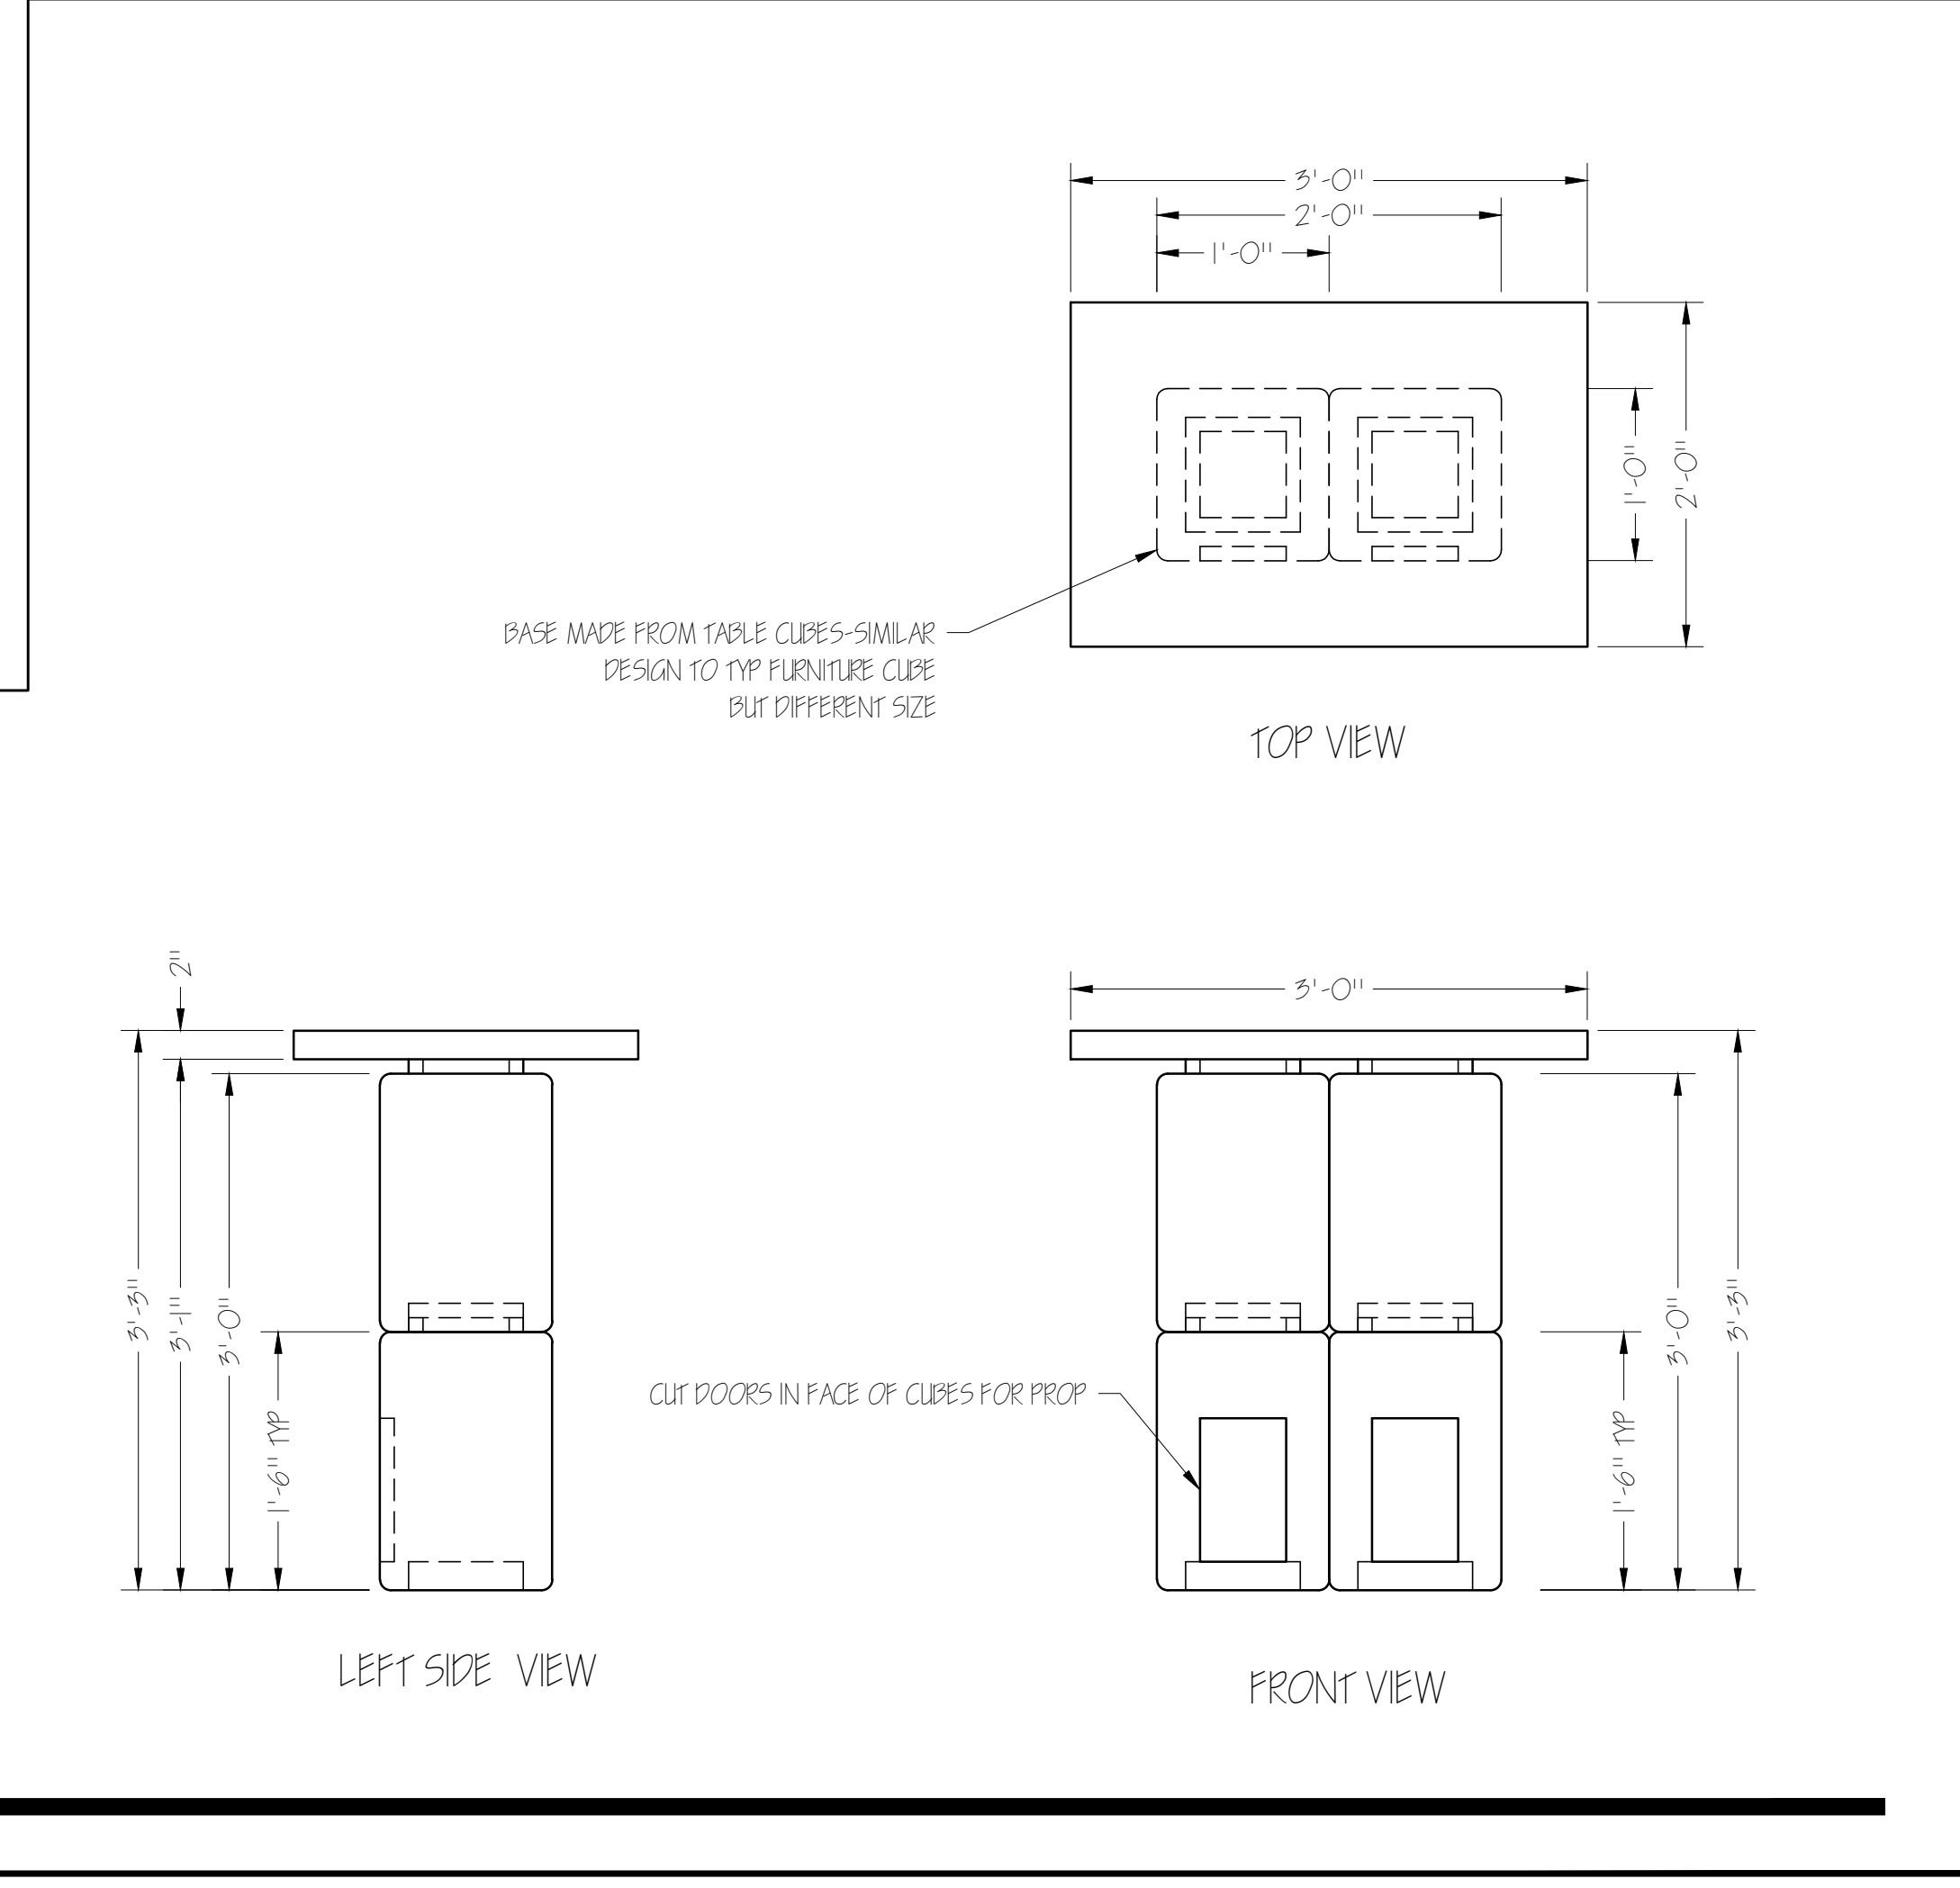 3'-0"
2'-0"
1'-0"
1'-0"
2'-0"
BASE MADE FROM TABLE CUBES-SIMILAR
DESIGN TO TYP FURNITURE CUBE
BUT DIFFERENT SIZE
TOP VIEW
2"
3'-3"
3'-1"
3'-0"
1'-6" TYP
LEFT SIDE VIEW
3'-0"
CUT DOORS IN FACE OF CUBES FOR PROP
1'-6" TYP
3'-0"
3'-3"
FRONT VIEW